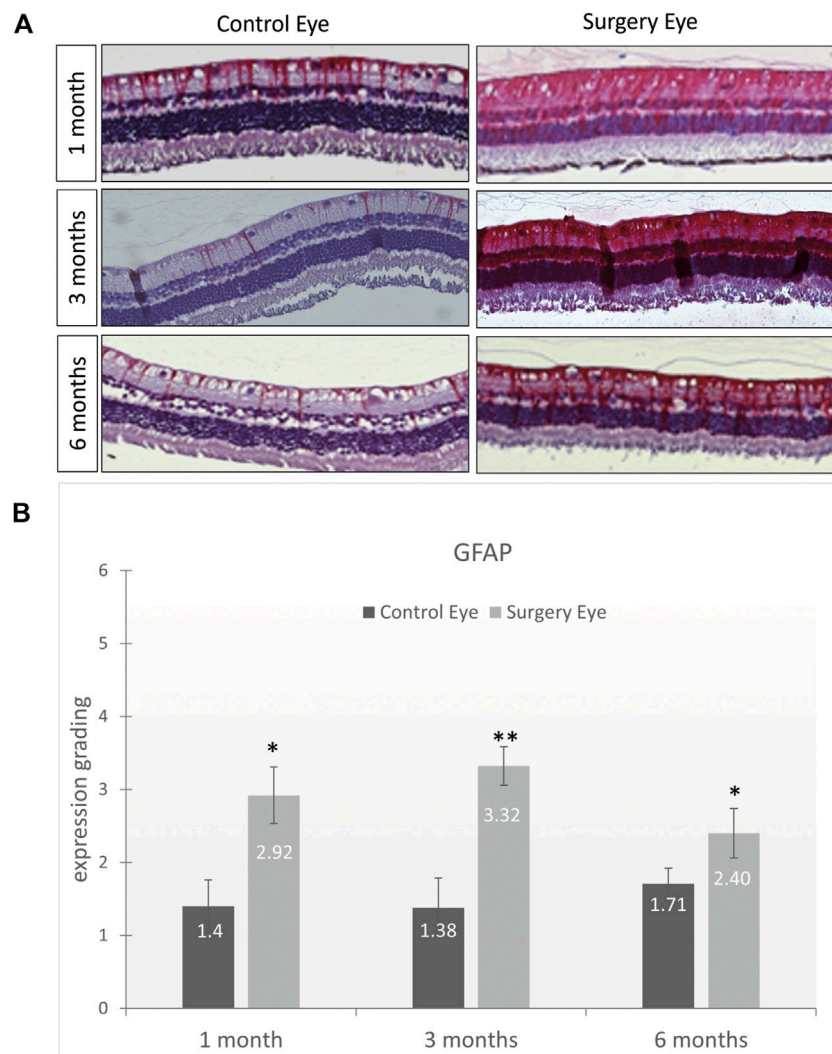 A
Control Eye
Surgery Eye
1 month
3 months
6 months
B
GFAP
Control Eye Surgery Eye
expression grading
6
5
4
3
2
1
0
*
**
*
1.4
2.92
1.38
3.32
1.71
2.40
1 month
3 months
6 months